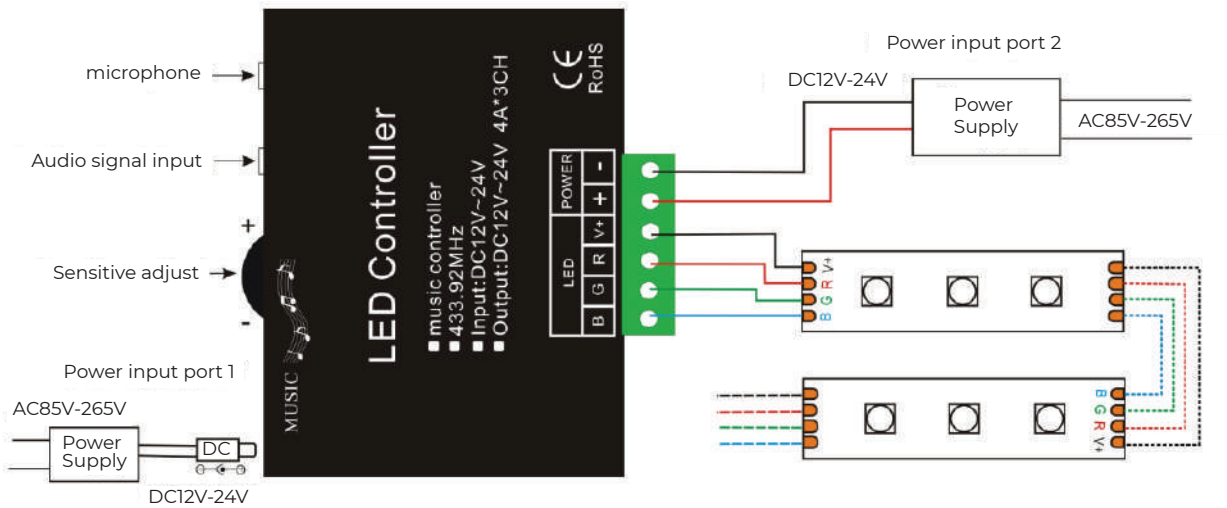 microphone
Audio signal input
+
Sensitive adjust
-
MUSIC
Power input port 1
AC85V-265V
Power
Supply
DC
DC12V-24V
LED Controller
music controller
433.92MHz
Input:DC12V~24V
Output:DC12V~24V 4A*3CH
CE
RoHS
POWER
- +
LED
V+ R G B
Power input port 2
DC12V-24V
Power
Supply
AC85V-265V
V+
R
G
B
B
G
R
V+